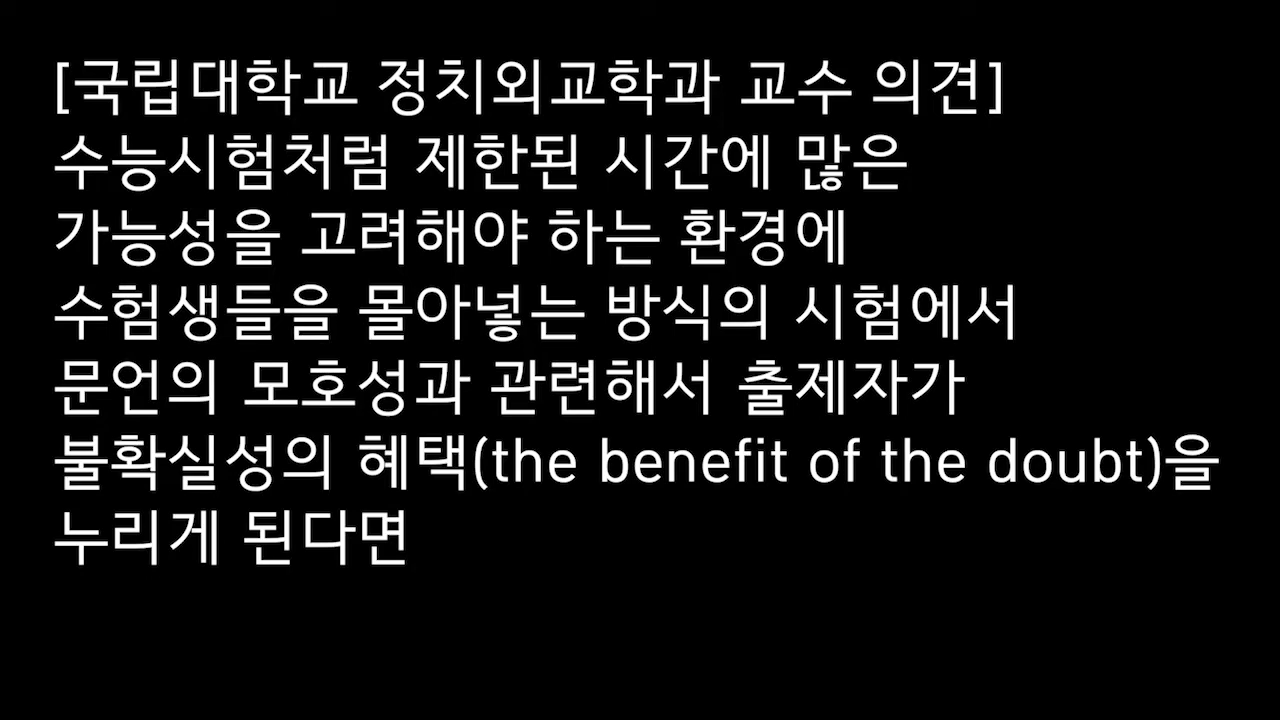 [국립대학교 정치외교학과 교수 의견]
수능시험처럼 제한된 시간에 많은
가능성을 고려해야 하는 환경에
수험생들을 몰아넣는 방식의 시험에서
문언의 모호성과 관련해서 출제자가
불확실성의 혜택(the benefit of the doubt)을
누리게 된다면